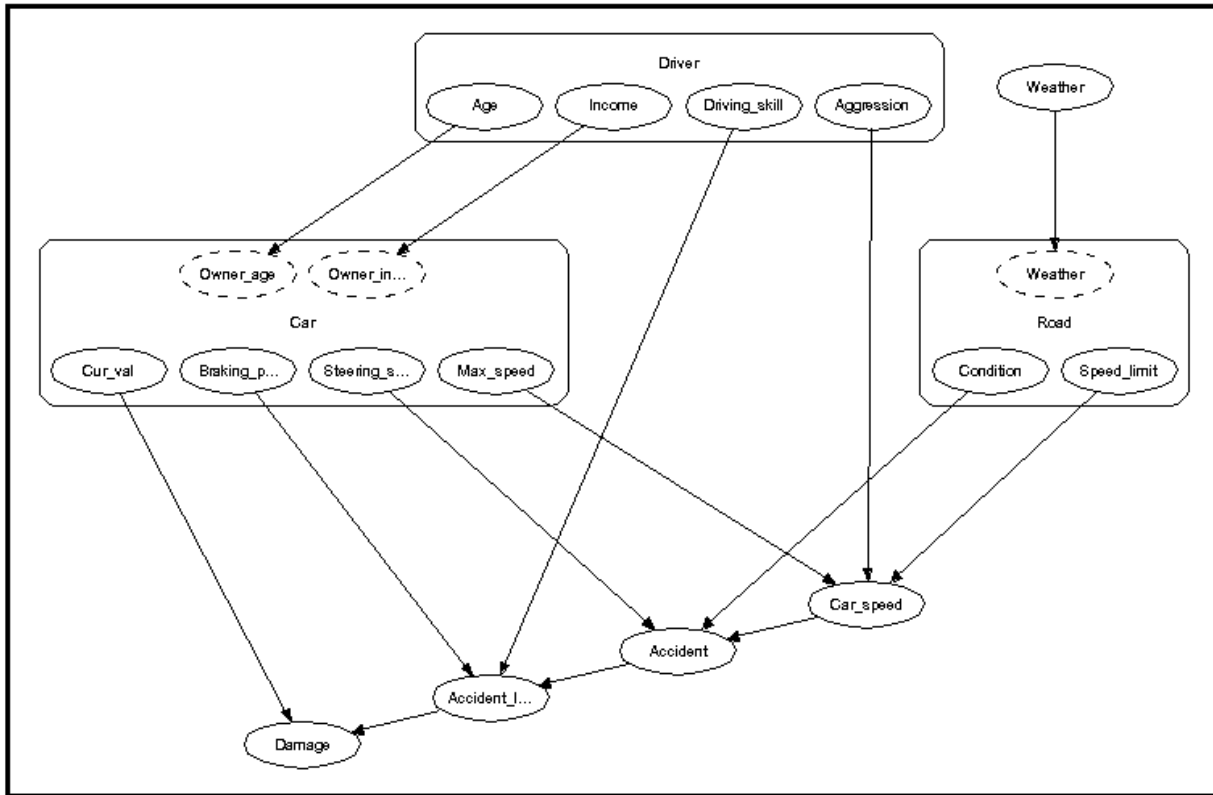 Driver
Age
Income
Driving_skill
Aggression
Weather
Owner_age
Owner_in...
Weather
Car
Road
Cur_val
Braking_p...
Steering_s...
Max_speed
Condition
Speed_limit
Car_speed
Accident
Accident_l...
Damage